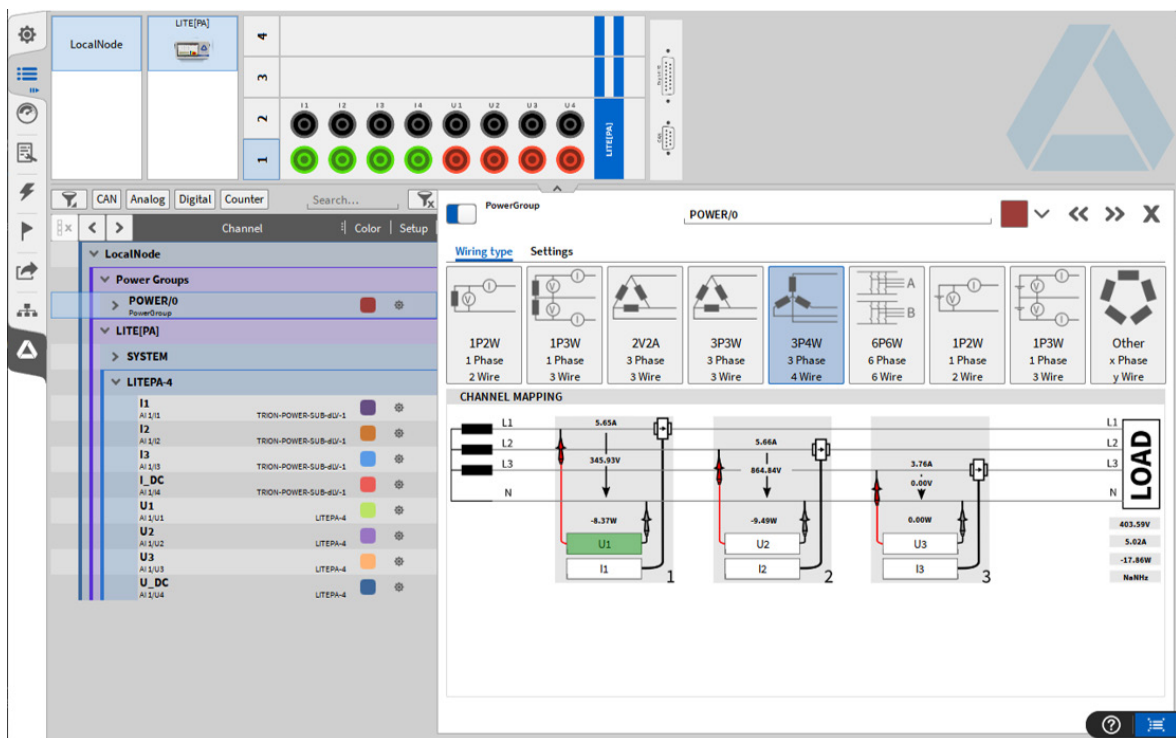 LocalNode
LITE[PA]
4
3
2
1
I1 I2 I3 I4 U1 U2 U3 U4
LITE[PA]
CAN
CAN Analog Digital Counter Search...
Channel Color Setup
LocalNode
Power Groups
POWER/0
PowerGroup
LITE[PA]
SYSTEM
LITEPA-4
I1
AI 1/I1 TRION-POWER-SUB-dLV-1
I2
AI 1/I2 TRION-POWER-SUB-dLV-1
I3
AI 1/I3 TRION-POWER-SUB-dLV-1
I_DC
AI 1/I4 TRION-POWER-SUB-dLV-1
U1
AI 1/U1 LITEPA-4
U2
AI 1/U2 LITEPA-4
U3
AI 1/U3 LITEPA-4
U_DC
AI 1/U4 LITEPA-4
PowerGroup
POWER/0
Wiring type Settings
V I
V I V I
A
B
V I
V I V I
1P2W 1P3W 2V2A 3P3W 3P4W 6P6W 1P2W 1P3W Other
1 Phase 1 Phase 3 Phase 3 Phase 3 Phase 6 Phase 1 Phase 1 Phase x Phase
2 Wire 3 Wire 3 Wire 3 Wire 4 Wire 6 Wire 2 Wire 3 Wire y Wire
CHANNEL MAPPING
L1
L2
L3
N
5.65A
345.93V
-8.37W
U1
I1
1
5.66A
864.84V
-9.49W
U2
I2
2
3.76A
0.00V
0.00W
U3
I3
3
L1
L2
L3
N
LOAD
403.59V
5.02A
-17.86W
NaNHz